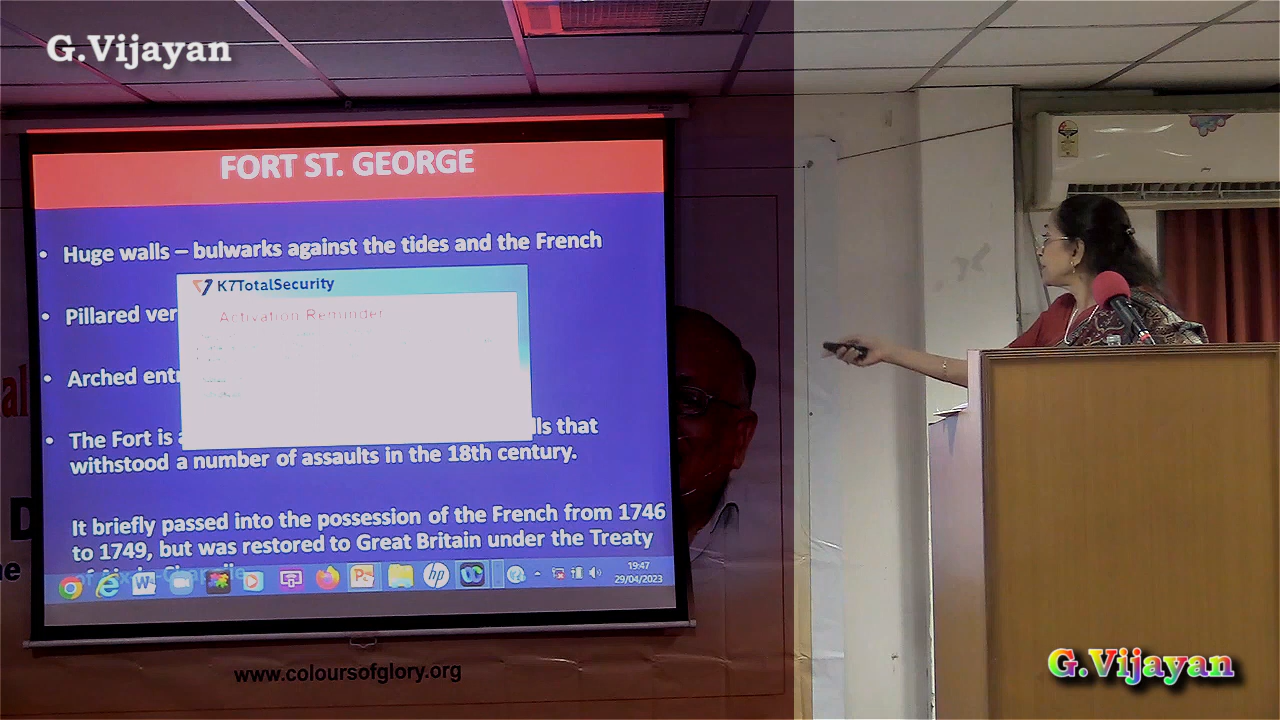 G.Vijayan
FORT ST. GEORGE
• Huge walls – bulwarks against the tides and the French
K7TotalSecurity
• Pillared ver
Activation Reminder
• Arched ent
• The Fort is
lls that
withstood a number of assaults in the 18th century.
It briefly passed into the possession of the French from 1746
to 1749, but was restored to Great Britain under the Treaty
19:47
29/04/2023
hp
www.coloursofglory.org
G.Vijayan